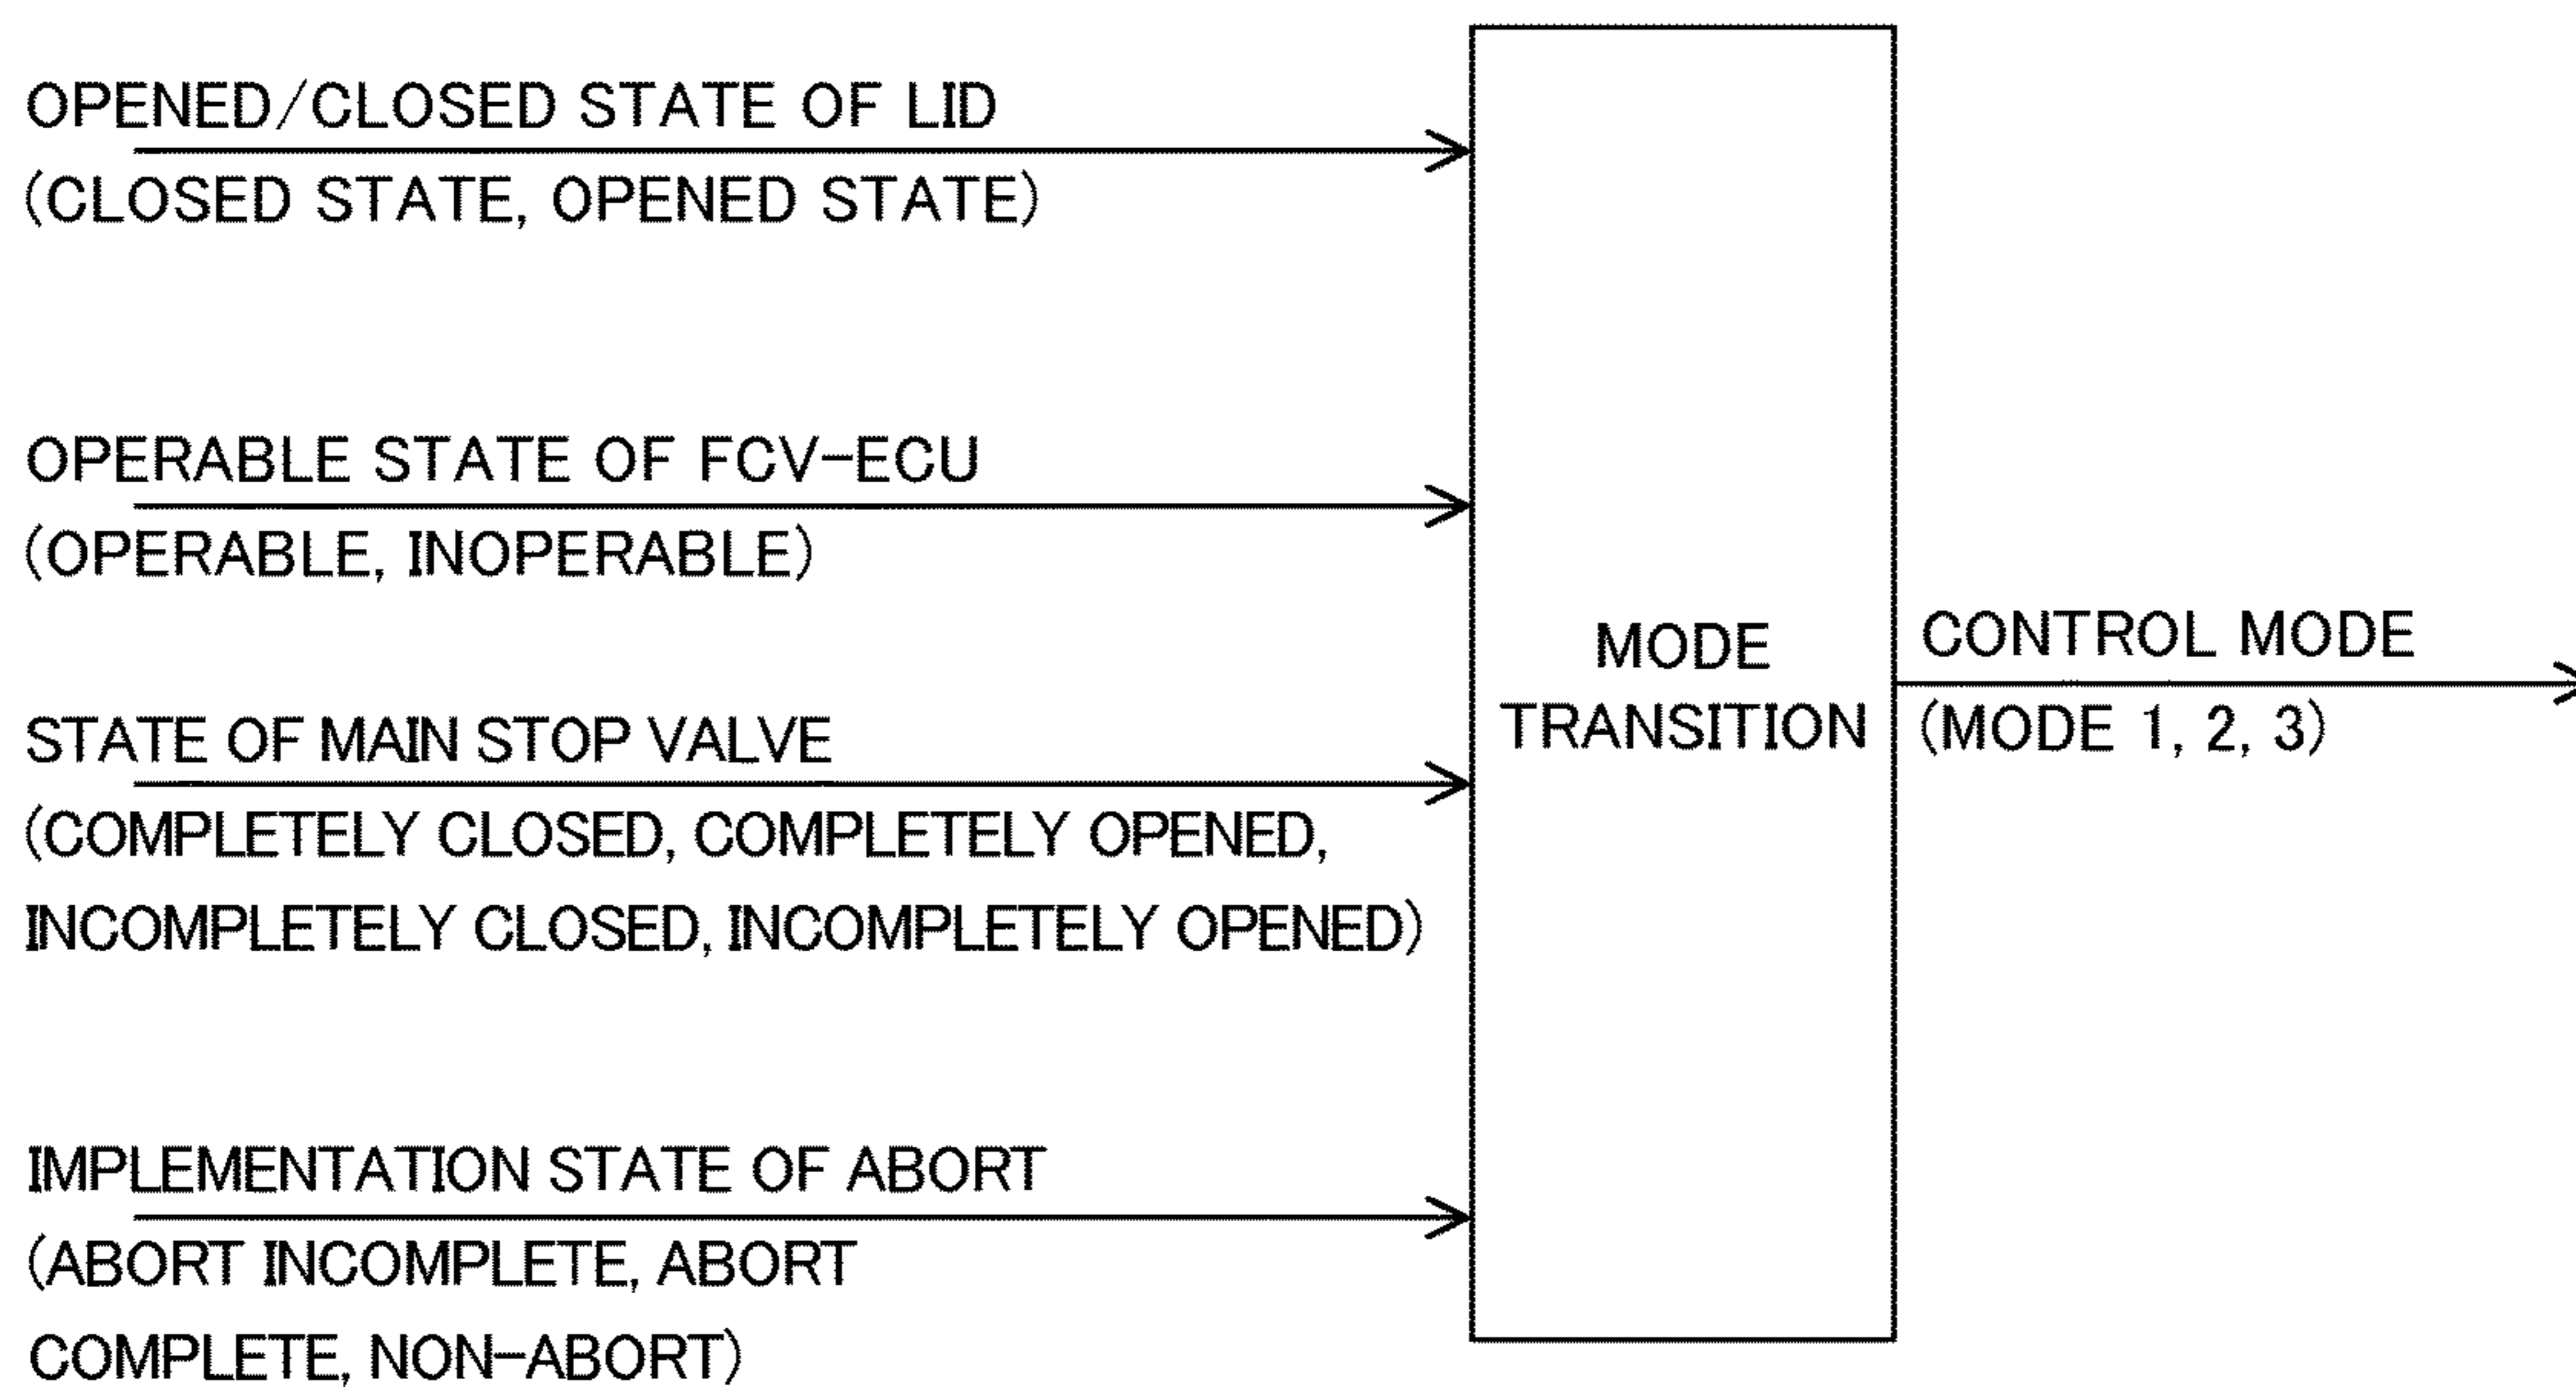 OPENED/CLOSED STATE OF LID
(CLOSED STATE, OPENED STATE)
OPERABLE STATE OF FCV-ECU
(OPERABLE, INOPERABLE)
STATE OF MAIN STOP VALVE
(COMPLETELY CLOSED, COMPLETELY OPENED,
INCOMPLETELY CLOSED, INCOMPLETELY OPENED)
IMPLEMENTATION STATE OF ABORT
(ABORT INCOMPLETE, ABORT
COMPLETE, NON-ABORT)
MODE
TRANSITION
CONTROL MODE
(MODE 1, 2, 3)